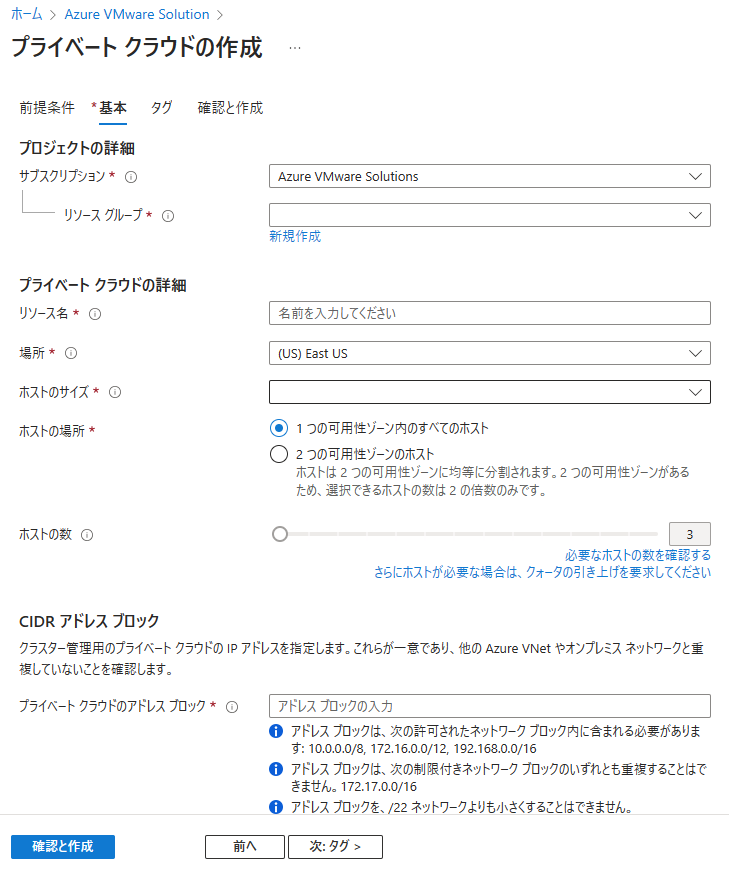 ホーム > Azure VMware Solution >
プライベート クラウドの作成 …
前提条件 * 基本 タグ 確認と作成
プロジェクトの詳細
サブスクリプション * Azure VMware Solutions
リソース グループ *
新規作成
プライベート クラウドの詳細
リソース名 * 名前を入力してください
場所 * (US) East US
ホストのサイズ *
ホストの場所 * 1 つの可用性ゾーン内のすべてのホスト
2 つの可用性ゾーンのホスト
ホストは 2 つの可用性ゾーンに均等に分割されます。2 つの可用性ゾーンがある
ため、選択できるホストの数は 2 の倍数のみです。
ホストの数 3
必要なホストの数を確認する
さらにホストが必要な場合は、クォータの引き上げを要求してください
CIDR アドレス ブロック
クラスター管理用のプライベート クラウドの IP アドレスを指定します。これらが一意であり、他の Azure VNet やオンプレミス ネットワークと重
複していないことを確認します。
プライベート クラウドのアドレス ブロック * アドレス ブロックの入力
アドレス ブロックは、次の許可されたネットワーク ブロック内に含まれる必要がありま
す: 10.0.0.0/8, 172.16.0.0/12, 192.168.0.0/16
アドレス ブロックは、次の制限付きネットワーク ブロックのいずれとも重複することはで
きません。172.17.0.0/16
アドレス ブロックを、/22 ネットワークよりも小さくすることはできません。
確認と作成 前へ 次: タグ >